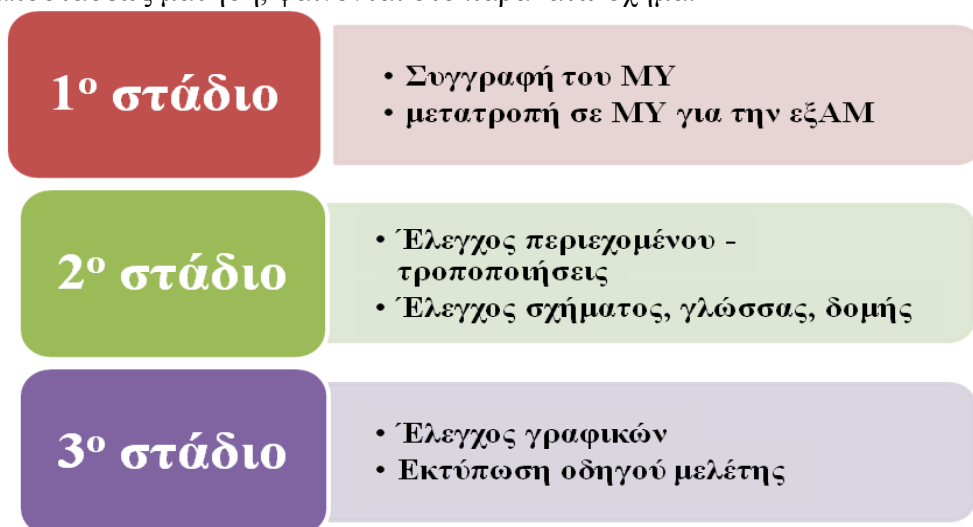 1ο στάδιο
• Συγγραφή του ΜΥ
• μετατροπή σε ΜΥ για την εξΑΜ
2ο στάδιο
• Έλεγχος περιεχομένου -
τροποποιήσεις
• Έλεγχος σχήματος, γλώσσας, δομής
3ο στάδιο
• Έλεγχος γραφικών
• Εκτύπωση οδηγού μελέτης